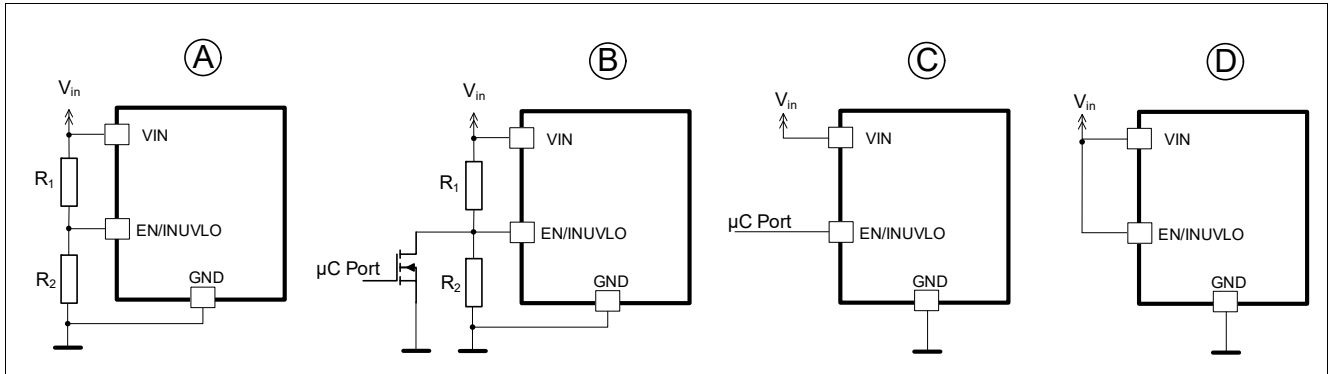 A
Vin
VIN
R1
EN/INUVLO
R2
GND
B
Vin
VIN
R1
EN/INUVLO
µC Port
R2
GND
C
Vin
VIN
µC Port
EN/INUVLO
GND
D
Vin
VIN
EN/INUVLO
GND